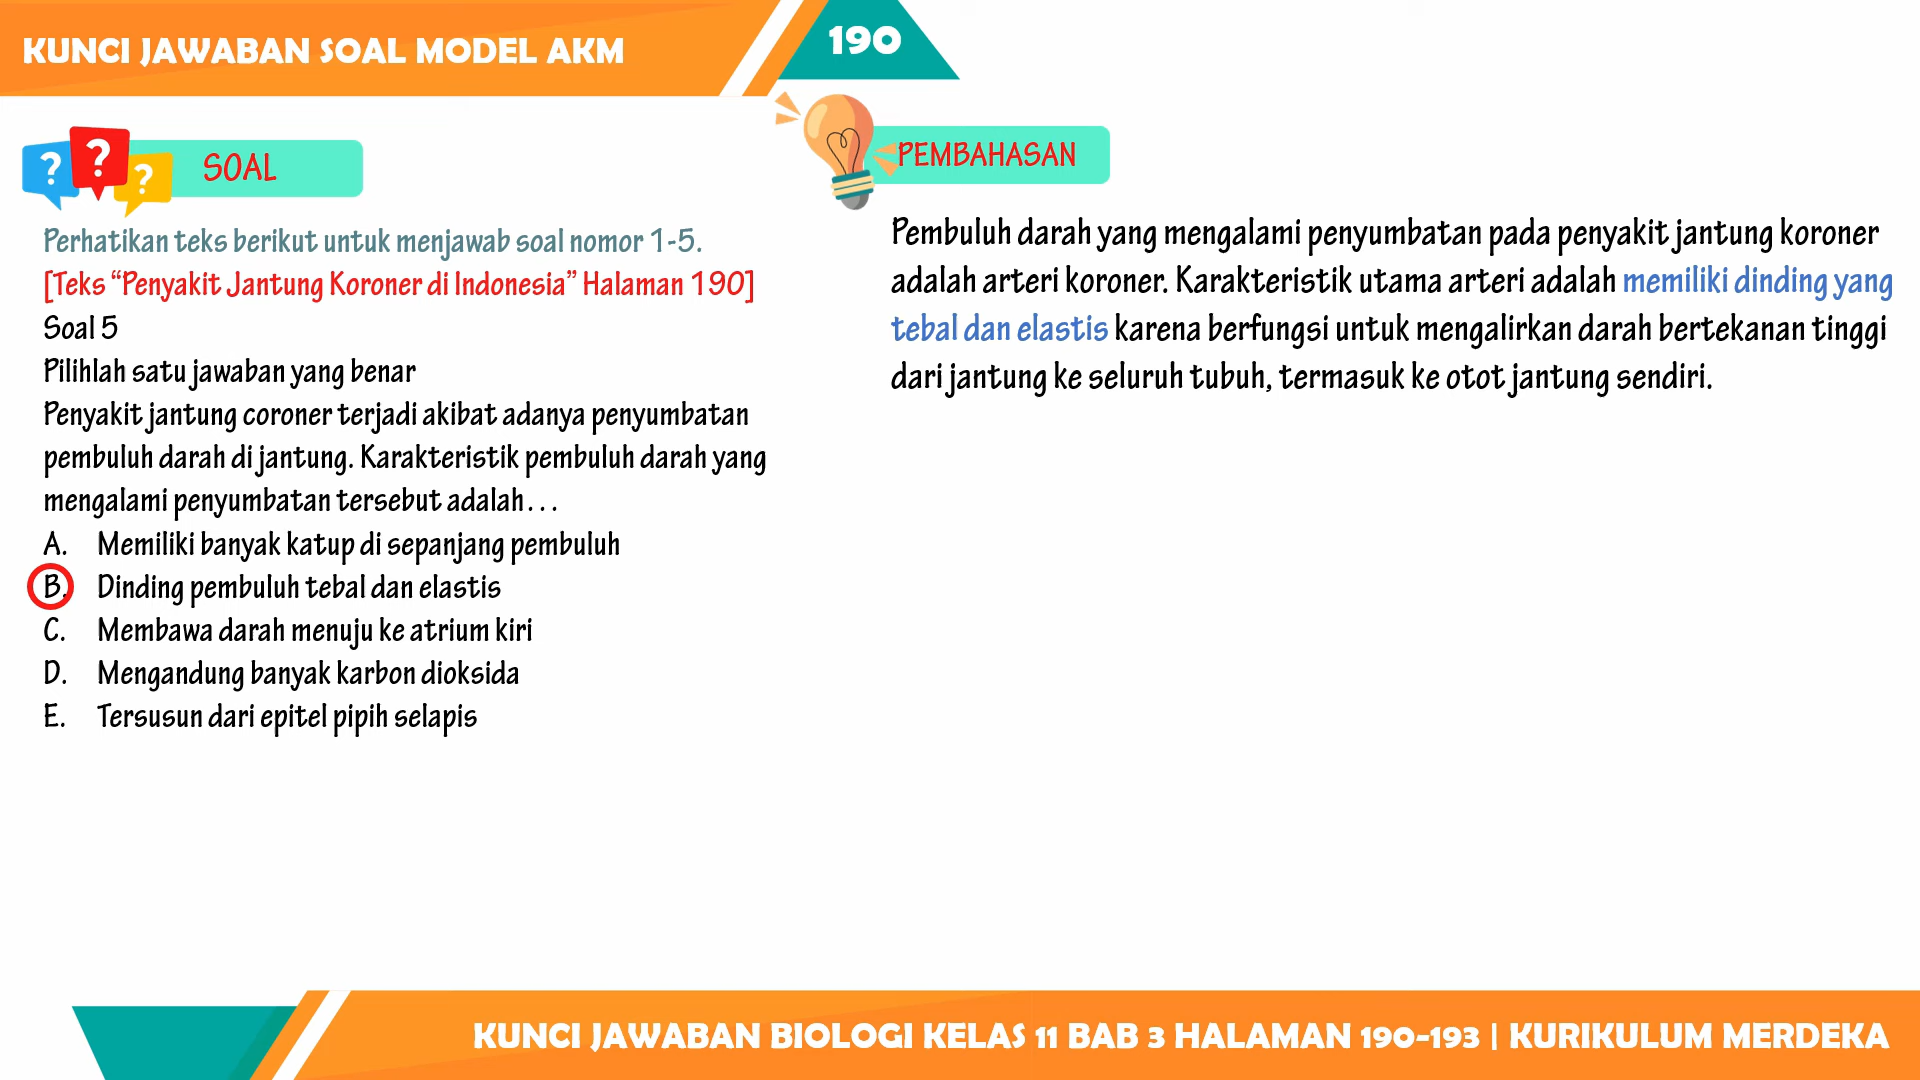 KUNCI JAWABAN SOAL MODEL AKM
190
? ? ?
SOAL
Perhatikan teks berikut untuk menjawab soal nomor 1-5.
[Teks “Penyakit Jantung Koroner di Indonesia” Halaman 190]
Soal 5
Pilihlah satu jawaban yang benar
Penyakit jantung coroner terjadi akibat adanya penyumbatan
pembuluh darah di jantung. Karakteristik pembuluh darah yang
mengalami penyumbatan tersebut adalah...
A. Memiliki banyak katup di sepanjang pembuluh
B. Dinding pembuluh tebal dan elastis
C. Membawa darah menuju ke atrium kiri
D. Mengandung banyak karbon dioksida
E. Tersusun dari epitel pipih selapis
PEMBAHASAN
Pembuluh darah yang mengalami penyumbatan pada penyakit jantung koroner
adalah arteri koroner. Karakteristik utama arteri adalah memiliki dinding yang
tebal dan elastis karena berfungsi untuk mengalirkan darah bertekanan tinggi
dari jantung ke seluruh tubuh, termasuk ke otot jantung sendiri.
KUNCI JAWABAN BIOLOGI KELAS 11 BAB 3 HALAMAN 190-193 | KURIKULUM MERDEKA